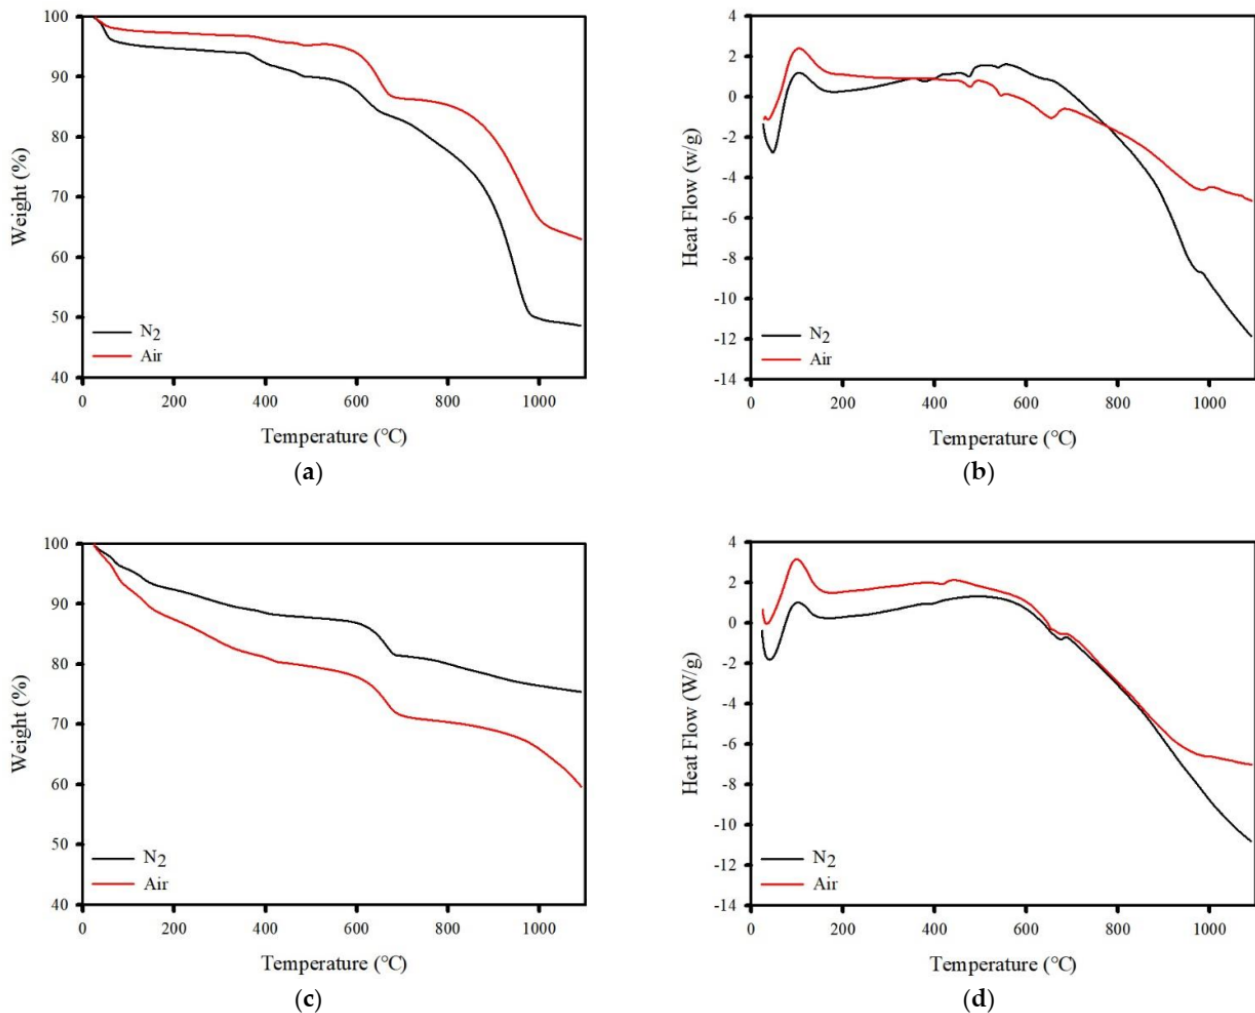 100
90
80
70
60
50
40
Weight (%)
N2
Air
0 200 400 600 800 1000
Temperature (°C)
(a)
4
2
0
-2
-4
-6
-8
-10
-12
-14
Heat Flow (w/g)
N2
Air
0 200 400 600 800 1000
Temperature (°C)
(b)
100
90
80
70
60
50
40
Weight (%)
N2
Air
0 200 400 600 800 1000
Temperature (°C)
(c)
4
2
0
-2
-4
-6
-8
-10
-12
-14
Heat Flow (W/g)
N2
Air
0 200 400 600 800 1000
Temperature (°C)
(d)